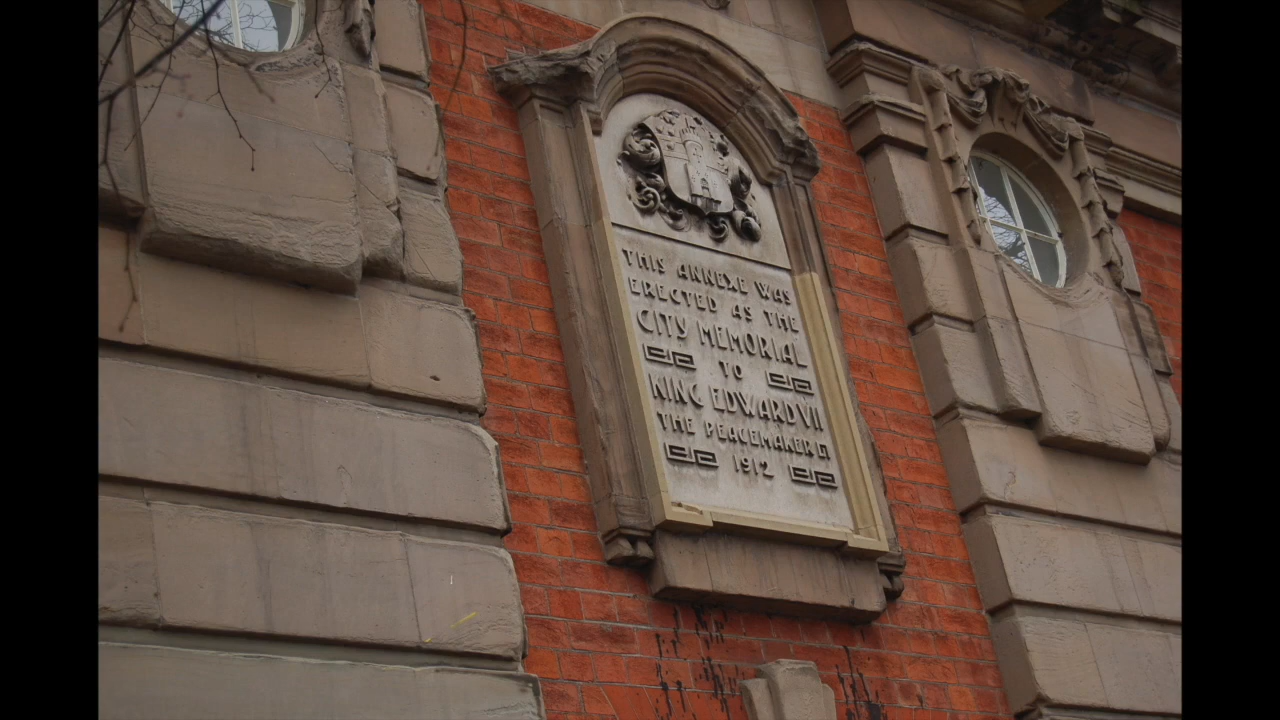 THIS ANNEXE WAS
ERECTED AS THE
CITY MEMORIAL
TO
KING EDWARD VII
THE PEACEMAKER
1912